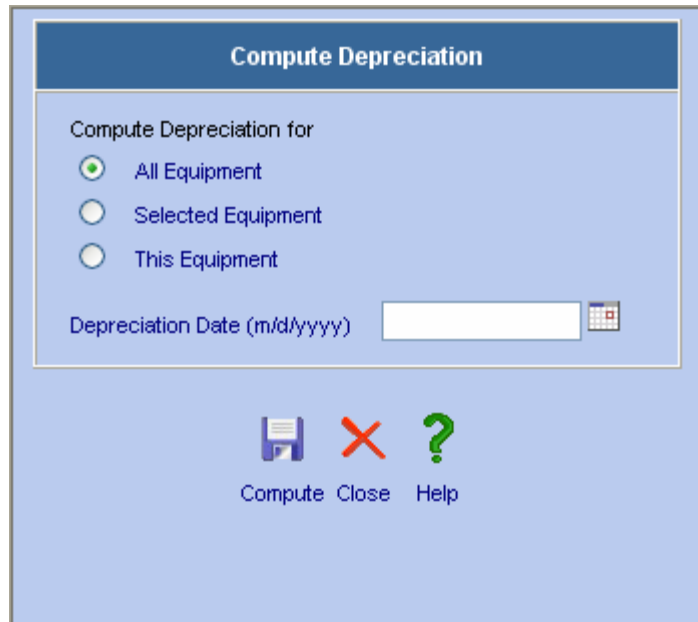 Compute Depreciation
Compute Depreciation for
All Equipment
Selected Equipment
This Equipment
Depreciation Date (m/d/yyyy)
Compute Close Help